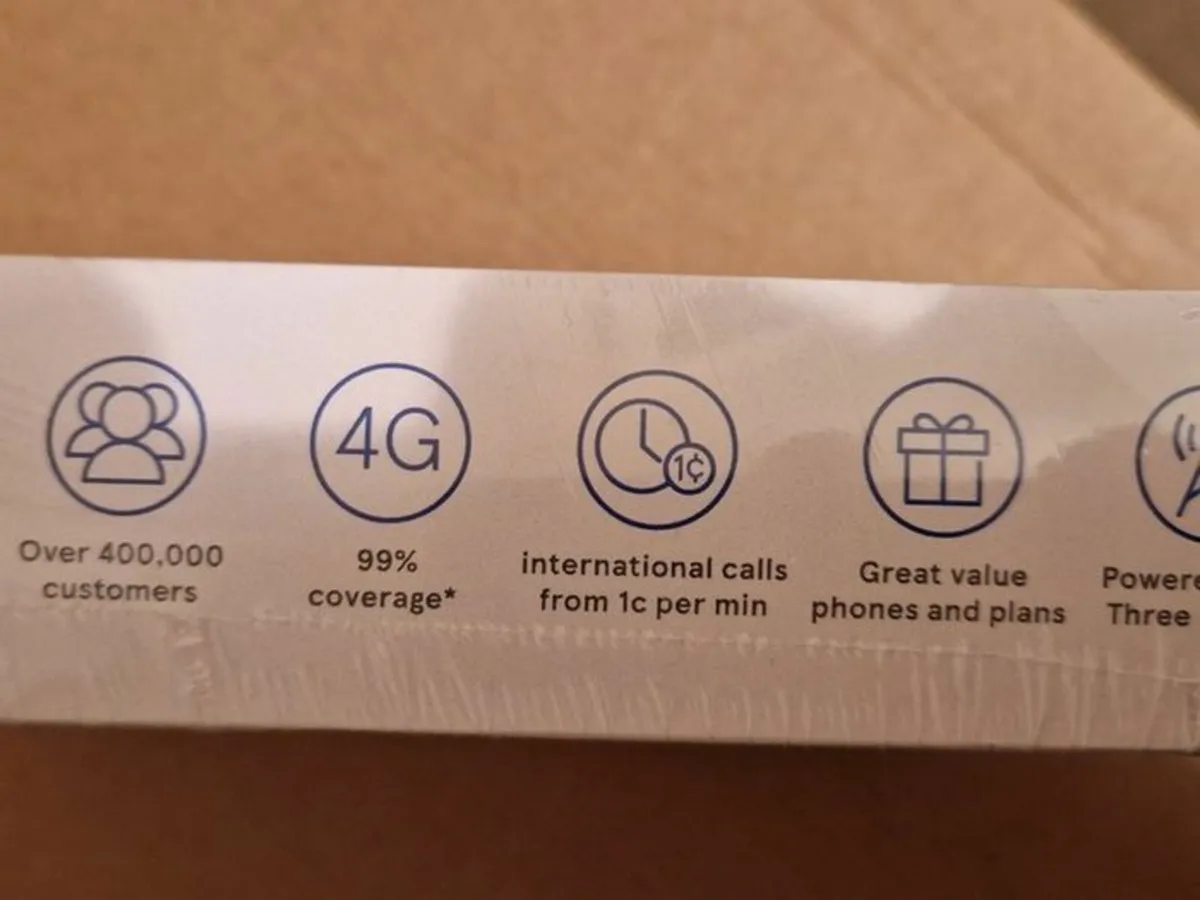 4G
1¢
Over 400,000
customers
99%
coverage*
international calls
from 1c per min
Great value
phones and plans
Three